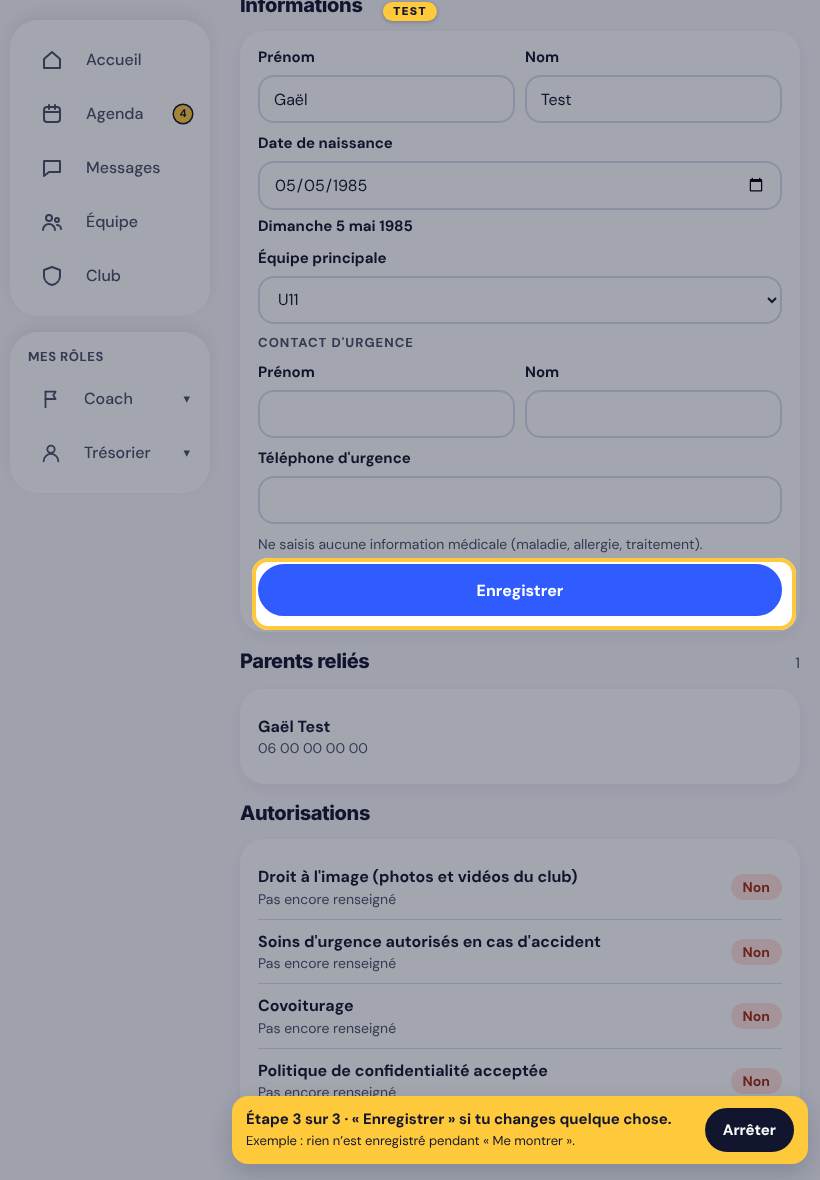 Informations
TEST
Accueil
Agenda
4
Messages
Équipe
Club
MES RÔLES
Coach
Trésorier
Prénom
Nom
Gaël
Test
Date de naissance
05/05/1985
Dimanche 5 mai 1985
Équipe principale
U11
CONTACT D'URGENCE
Prénom
Nom
Téléphone d'urgence
Ne saisis aucune information médicale (maladie, allergie, traitement).
Enregistrer
Parents reliés
1
Gaël Test
06 00 00 00 00
Autorisations
Droit à l'image (photos et vidéos du club)
Pas encore renseigné
Non
Soins d'urgence autorisés en cas d'accident
Pas encore renseigné
Non
Covoiturage
Pas encore renseigné
Non
Politique de confidentialité acceptée
Pas encore renseigné
Non
Étape 3 sur 3 · « Enregistrer » si tu changes quelque chose.
Exemple : rien n’est enregistré pendant « Me montrer ».
Arrêter